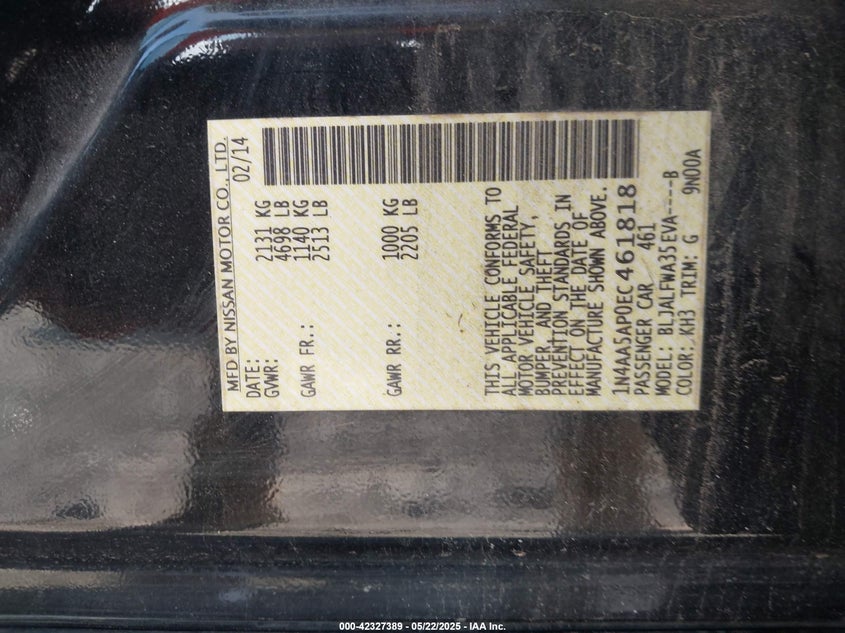 MFD BY NISSAN MOTOR CO., LTD.
DATE: 02/14
GVWR: 2131 KG
4698 LB
GAWR FR.: 1140 KG
2513 LB
GAWR RR.: 1000 KG
2205 LB
THIS VEHICLE CONFORMS TO
ALL APPLICABLE FEDERAL
MOTOR VEHICLE SAFETY,
BUMPER, AND THEFT
PREVENTION STANDARDS IN
EFFECT ON THE DATE OF
MANUFACTURE SHOWN ABOVE.
1N4AA5AP0EC461818
PASSENGER CAR 461
MODEL: BLJALFWA35EVA----B
COLOR: KH3 TRIM: G 9N00A
000-42327389 - 05/22/2025 - IAA Inc.